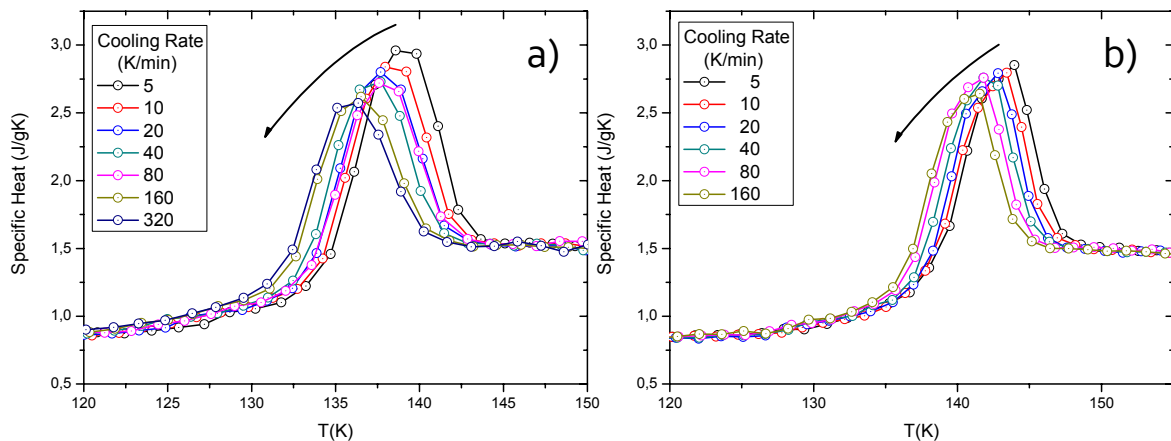 a)
Cooling Rate
(K/min)
5
10
20
40
80
160
320
3,0
2,5
2,0
1,5
1,0
0,5
Specific Heat (J/gK)
120 125 130 135 140 145 150
T(K)
b)
Cooling Rate
(K/min)
5
10
20
40
80
160
3,0
2,5
2,0
1,5
1,0
0,5
Specific Heat (J/gK)
120 130 140 150
T(K)